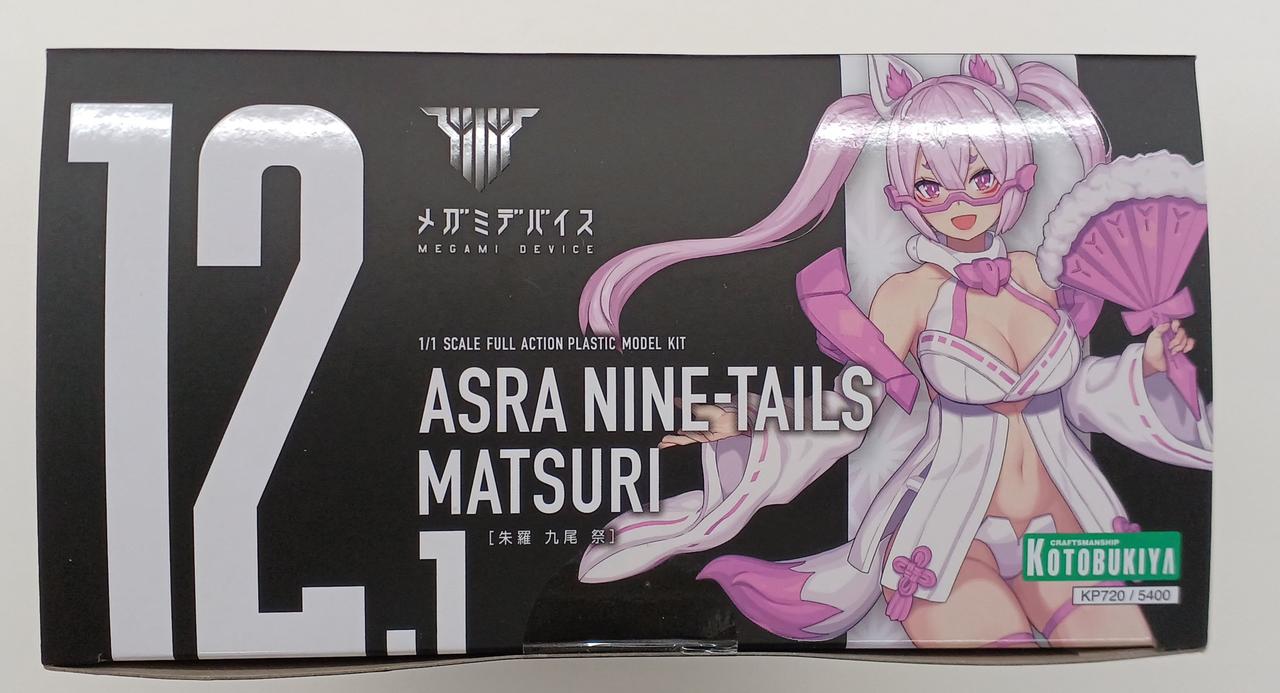 12.1
メガミデバイス
MEGAMI DEVICE
1/1 SCALE FULL ACTION PLASTIC MODEL KIT
ASRA NINE-TAILS
MATSURI
[朱羅 九尾 祭]
CRAFTSMANSHIP
KOTOBUKIYA
KP720 / 5400